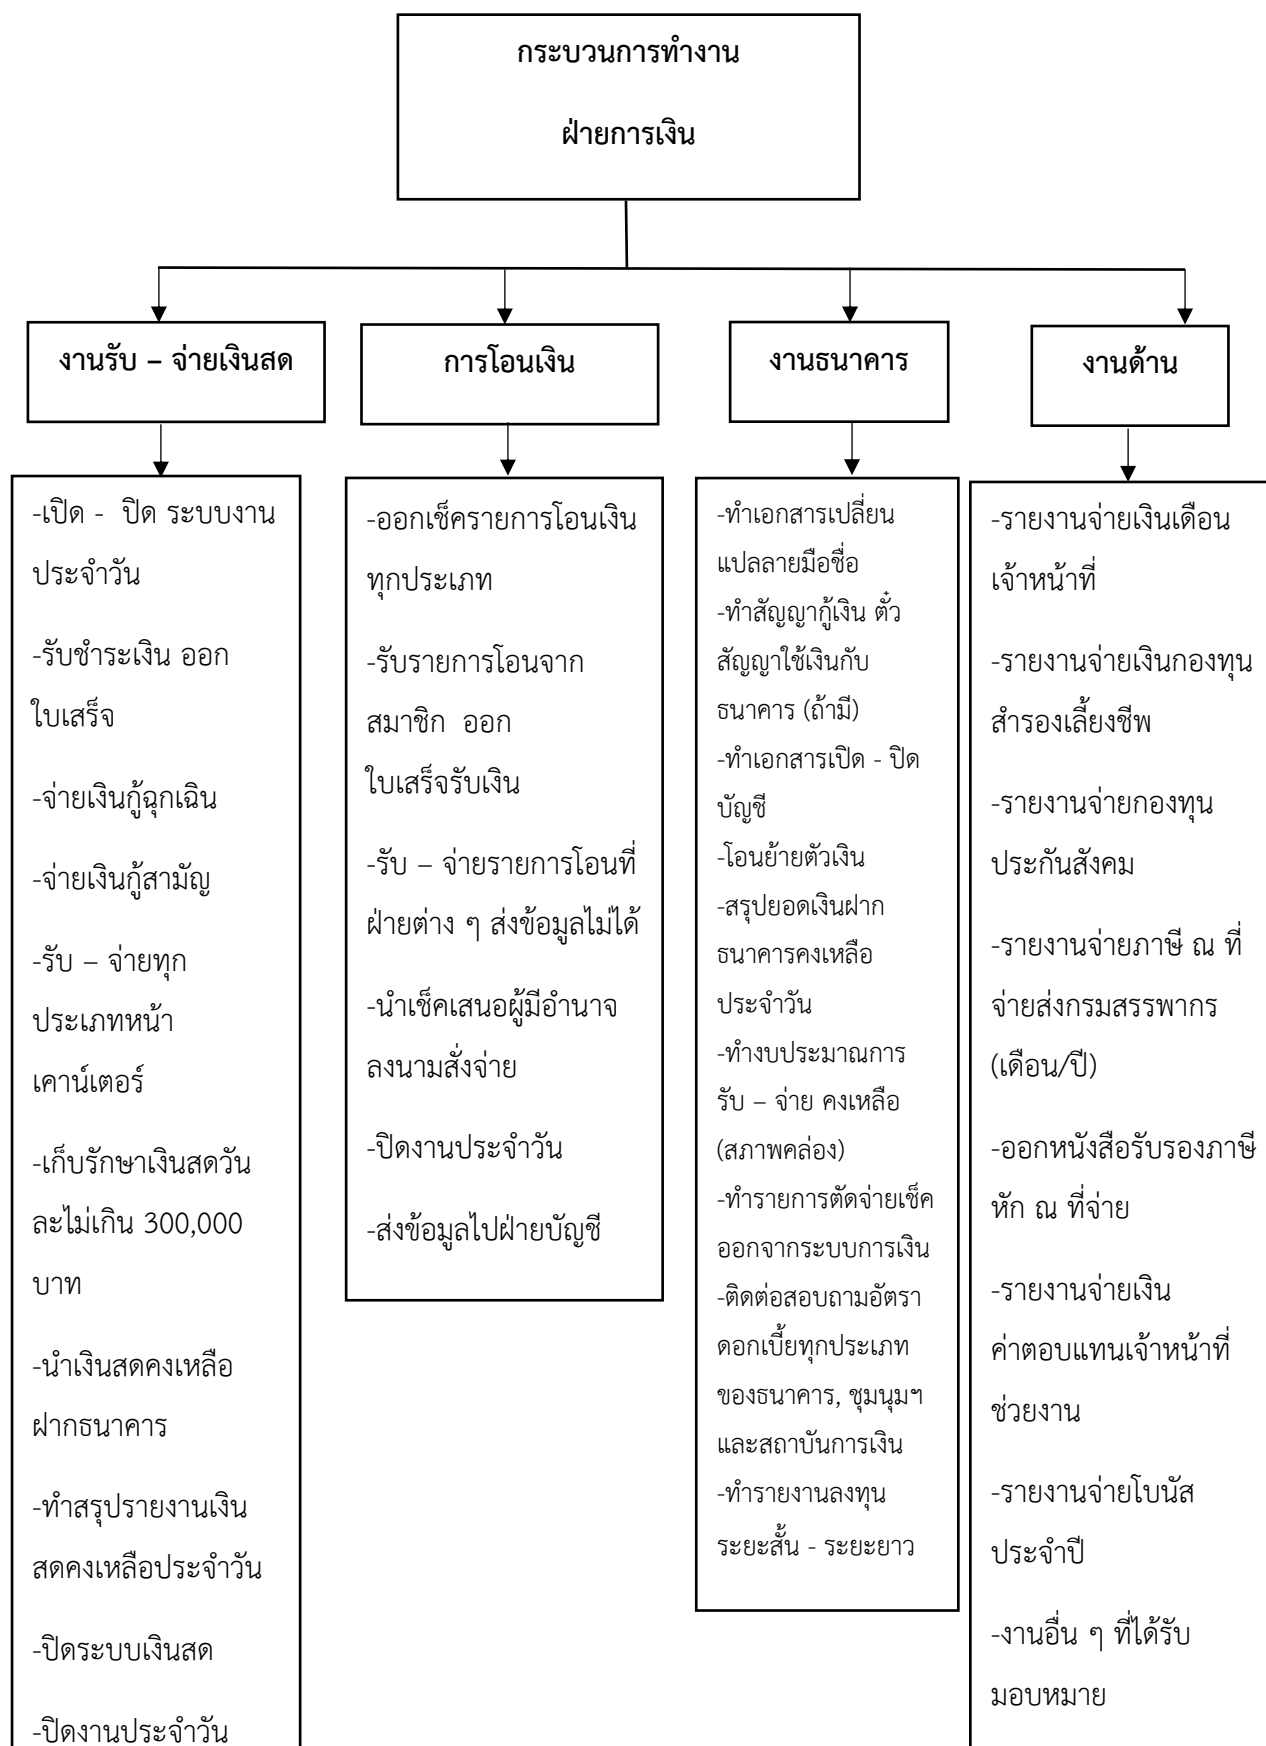 กระบวนการทำงาน
ฝ่ายการเงิน
งานรับ – จ่ายเงินสด
การโอนเงิน
งานธนาคาร
งานด้าน
-เปิด - ปิด ระบบงาน
ประจำวัน
-รับชำระเงิน ออก
ใบเสร็จ
-จ่ายเงินกู้ฉุกเฉิน
-จ่ายเงินกู้สามัญ
-รับ – จ่ายทุก
ประเภทหน้า
เคาน์เตอร์
-เก็บรักษาเงินสดวัน
ละไม่เกิน 300,000
บาท
-นำเงินสดคงเหลือ
ฝากธนาคาร
-ทำสรุปรายงานเงิน
สดคงเหลือประจำวัน
-ปิดระบบเงินสด
-ปิดงานประจำวัน
-ออกเช็ครายการโอนเงิน
ทุกประเภท
-รับรายการโอนจาก
สมาชิก ออก
ใบเสร็จรับเงิน
-รับ – จ่ายรายการโอนที่
ฝ่ายต่าง ๆ ส่งข้อมูลไม่ได้
-นำเช็คเสนอผู้มีอำนาจ
ลงนามสั่งจ่าย
-ปิดงานประจำวัน
-ส่งข้อมูลไปฝ่ายบัญชี
-ทำเอกสารเปลี่ยน
แปลลายมือชื่อ
-ทำสัญญากู้เงิน ตั๋ว
สัญญาใช้เงินกับ
ธนาคาร (ถ้ามี)
-ทำเอกสารเปิด - ปิด
บัญชี
-โอนย้ายตัวเงิน
-สรุปยอดเงินฝาก
ธนาคารคงเหลือ
ประจำวัน
-ทำงบประมาณการ
รับ – จ่าย คงเหลือ
(สภาพคล่อง)
-ทำรายการตัดจ่ายเช็ค
ออกจากระบบการเงิน
-ติดต่อสอบถามอัตรา
ดอกเบี้ยทุกประเภท
ของธนาคาร, ชุมนุมฯ
และสถาบันการเงิน
-ทำรายงานลงทุน
ระยะสั้น - ระยะยาว
-รายงานจ่ายเงินเดือน
เจ้าหน้าที่
-รายงานจ่ายเงินกองทุน
สำรองเลี้ยงชีพ
-รายงานจ่ายกองทุน
ประกันสังคม
-รายงานจ่ายภาษี ณ ที่
จ่ายส่งกรมสรรพากร
(เดือน/ปี)
-ออกหนังสือรับรองภาษี
หัก ณ ที่จ่าย
-รายงานจ่ายเงิน
ค่าตอบแทนเจ้าหน้าที่
ช่วยงาน
-รายงานจ่ายโบนัส
ประจำปี
-งานอื่น ๆ ที่ได้รับ
มอบหมาย